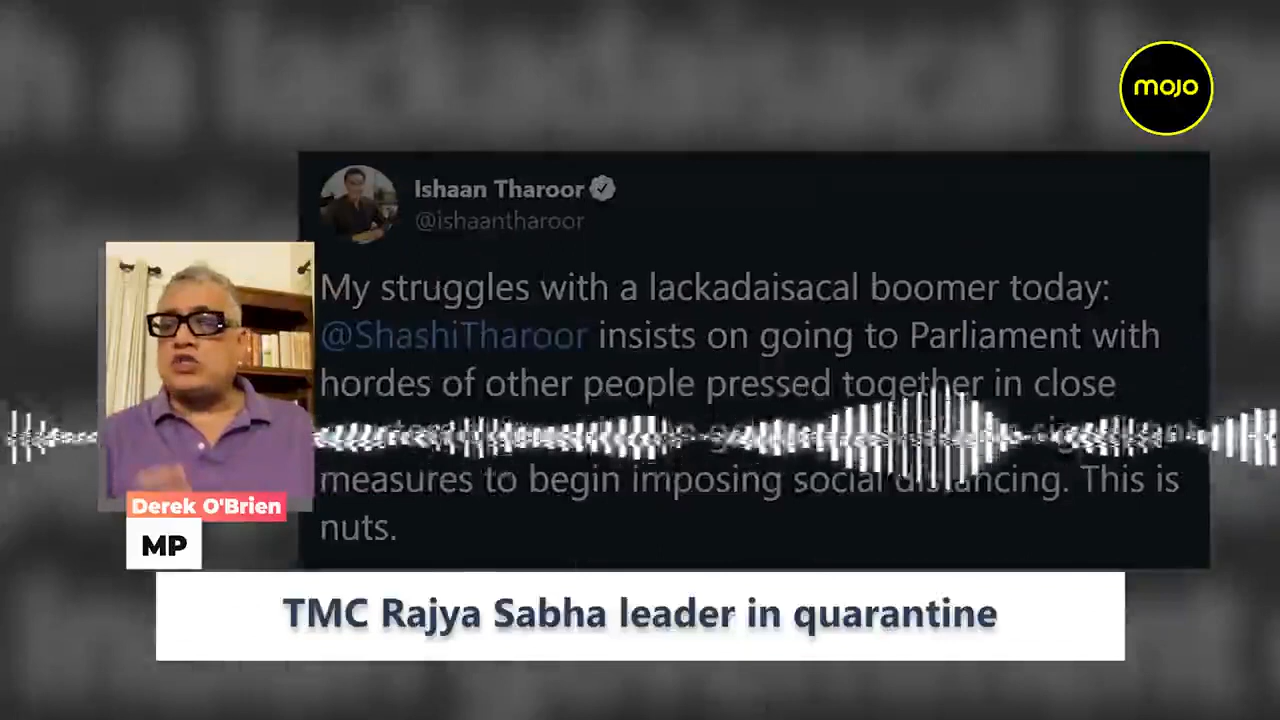 mojo
Ishaan Tharoor
@ishaantharoor
My struggles with a lackadaisacal boomer today:
@ShashiTharoor insists on going to Parliament with
hordes of other people pressed together in close
measures to begin imposing social distancing. This is
nuts.
Derek O'Brien
MP
TMC Rajya Sabha leader in quarantine